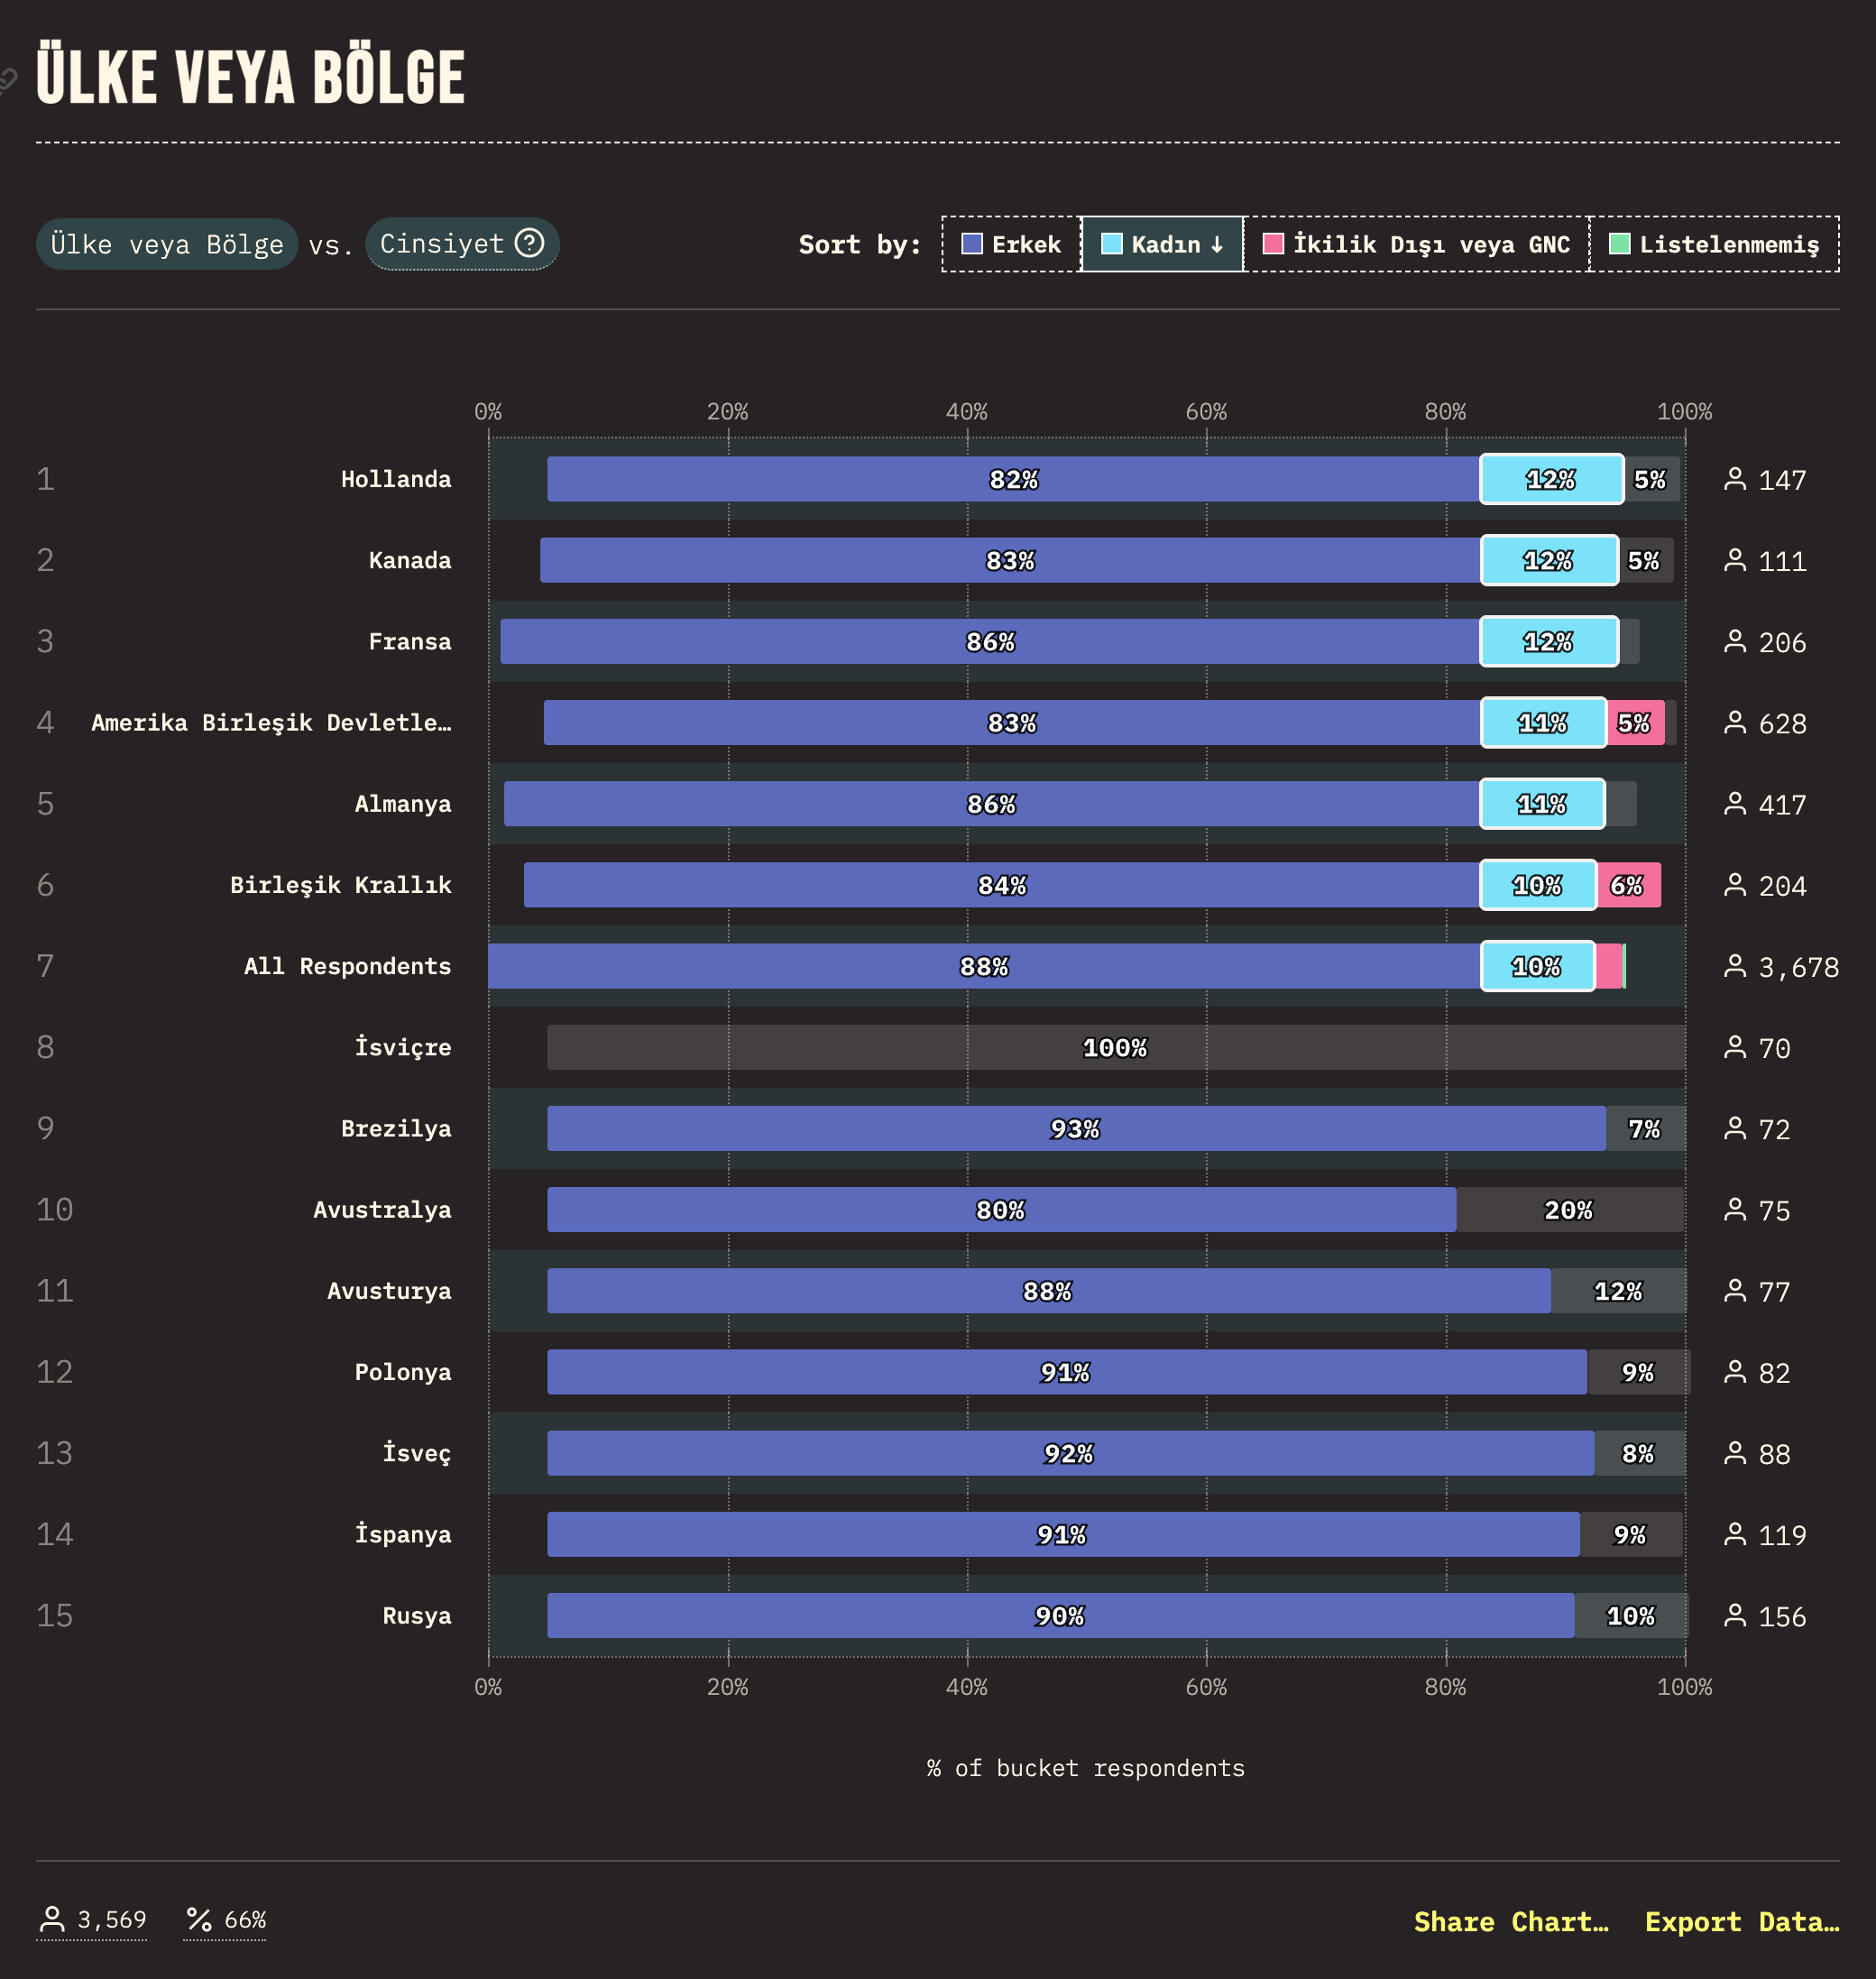 ÜLKE VEYA BÖLGE
Ülke veya Bölge vs. Cinsiyet ? Sort by: Erkek Kadın ↓ İkilik Dışı veya GNC Listelenmemiş
0% 20% 40% 60% 80% 100%
1 Hollanda 82% 12% 5% 147
2 Kanada 83% 12% 5% 111
3 Fransa 86% 12% 206
4 Amerika Birleşik Devletle… 83% 11% 5% 628
5 Almanya 86% 11% 417
6 Birleşik Krallık 84% 10% 6% 204
7 All Respondents 88% 10% 3,678
8 İsviçre 100% 70
9 Brezilya 93% 7% 72
10 Avustralya 80% 20% 75
11 Avusturya 88% 12% 77
12 Polonya 91% 9% 82
13 İsveç 92% 8% 88
14 İspanya 91% 9% 119
15 Rusya 90% 10% 156
0% 20% 40% 60% 80% 100%
% of bucket respondents
3,569 % 66% Share Chart… Export Data…